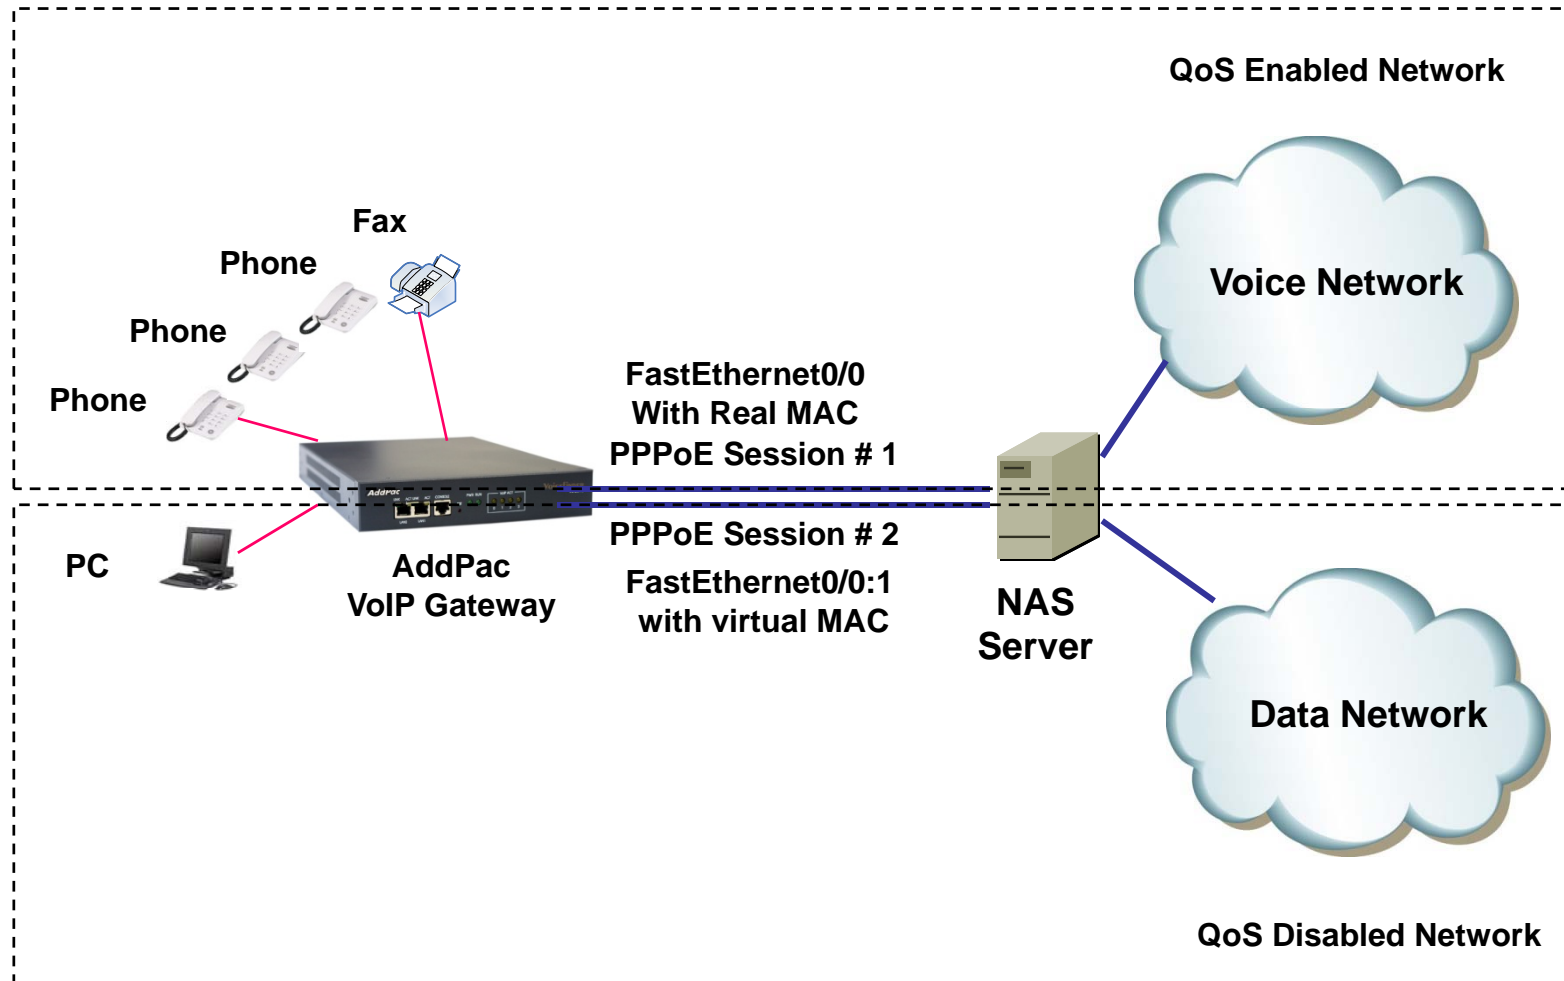 QoS Enabled Network
Voice Network
Fax
Phone
Phone
Phone
FastEthernet0/0
With Real MAC
PPPoE Session # 1
AddPac
PC
AddPac
VoIP Gateway
PPPoE Session # 2
FastEthernet0/0:1
with virtual MAC
NAS
Server
Data Network
QoS Disabled Network